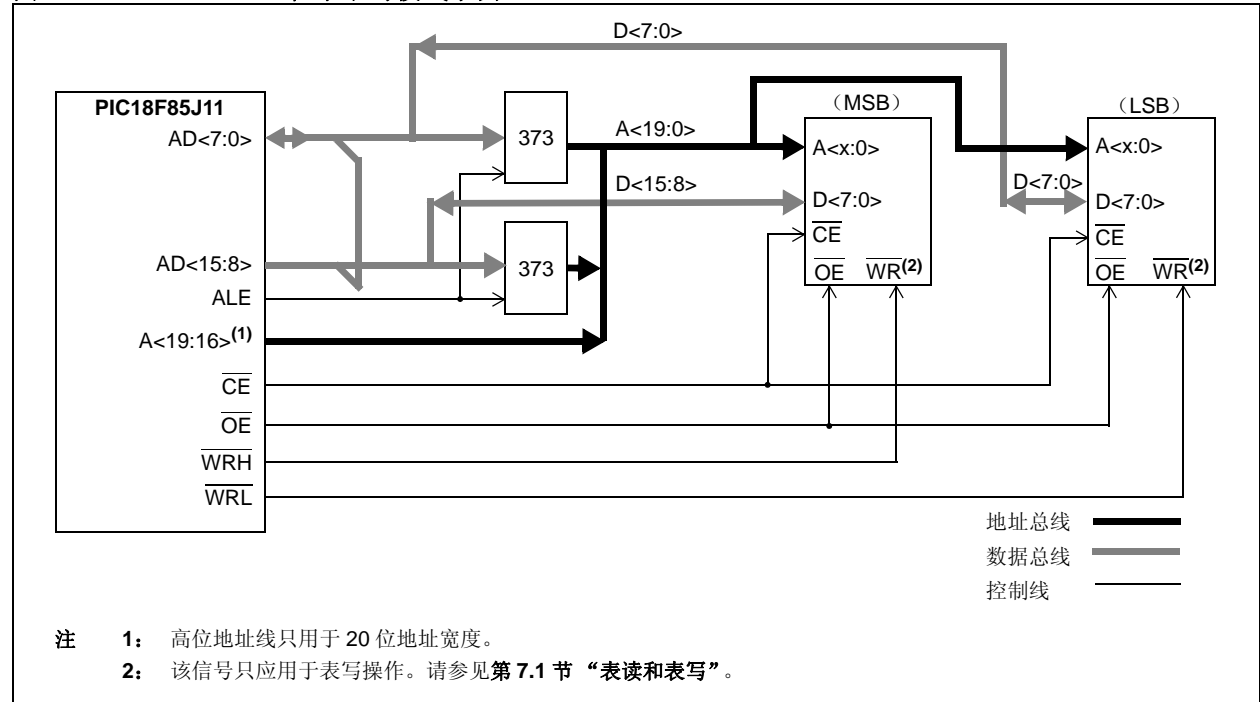 D<7:0>
PIC18F85J11
AD<7:0>
373
A<19:0>
（MSB）
A<x:0>
（LSB）
A<x:0>
D<15:8>
D<7:0>
D<7:0>
D<7:0>
CE
CE
AD<15:8>
373
OE WR(2)
OE WR(2)
ALE
A<19:16>(1)
CE
OE
WRH
WRL
地址总线
数据总线
控制线
注 1： 高位地址线只用于 20 位地址宽度。
2： 该信号只应用于表写操作。请参见第 7.1 节 “表读和表写”。